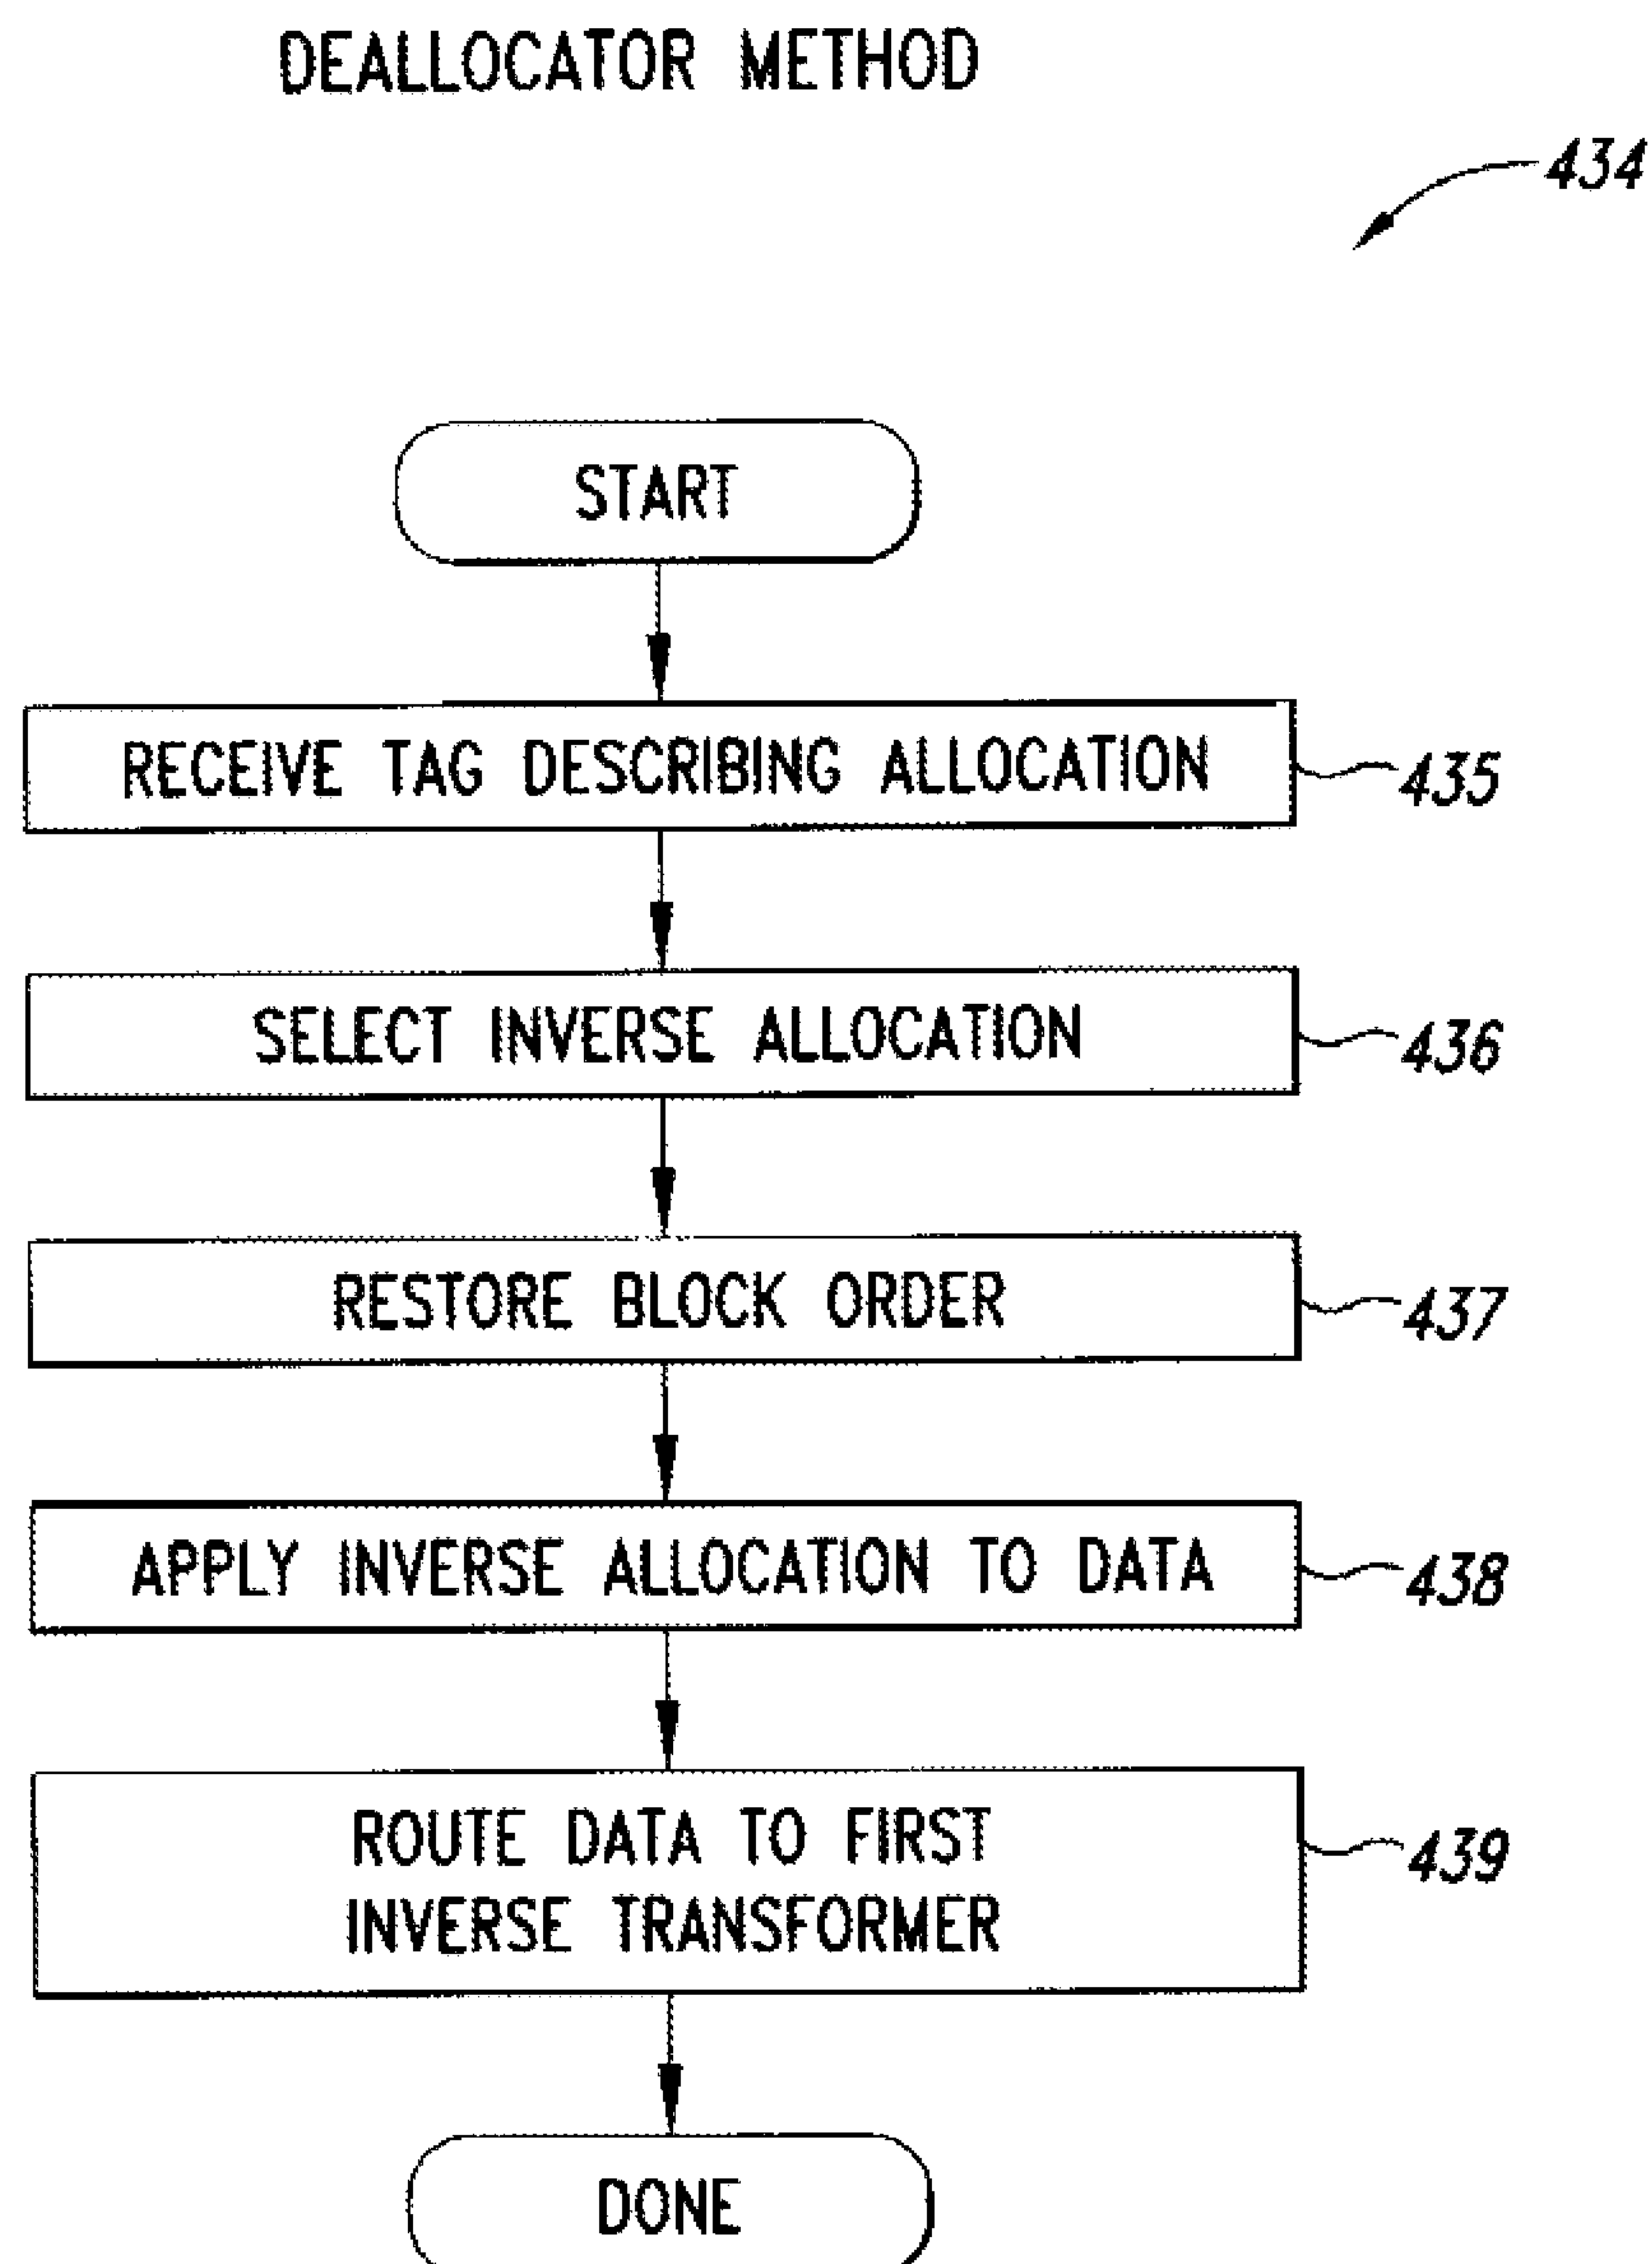 DEALLOCATOR METHOD
434
START
RECEIVE TAG DESCRIBING ALLOCATION
435
SELECT INVERSE ALLOCATION
436
RESTORE BLOCK ORDER
437
APPLY INVERSE ALLOCATION TO DATA
438
ROUTE DATA TO FIRST
INVERSE TRANSFORMER
439
DONE